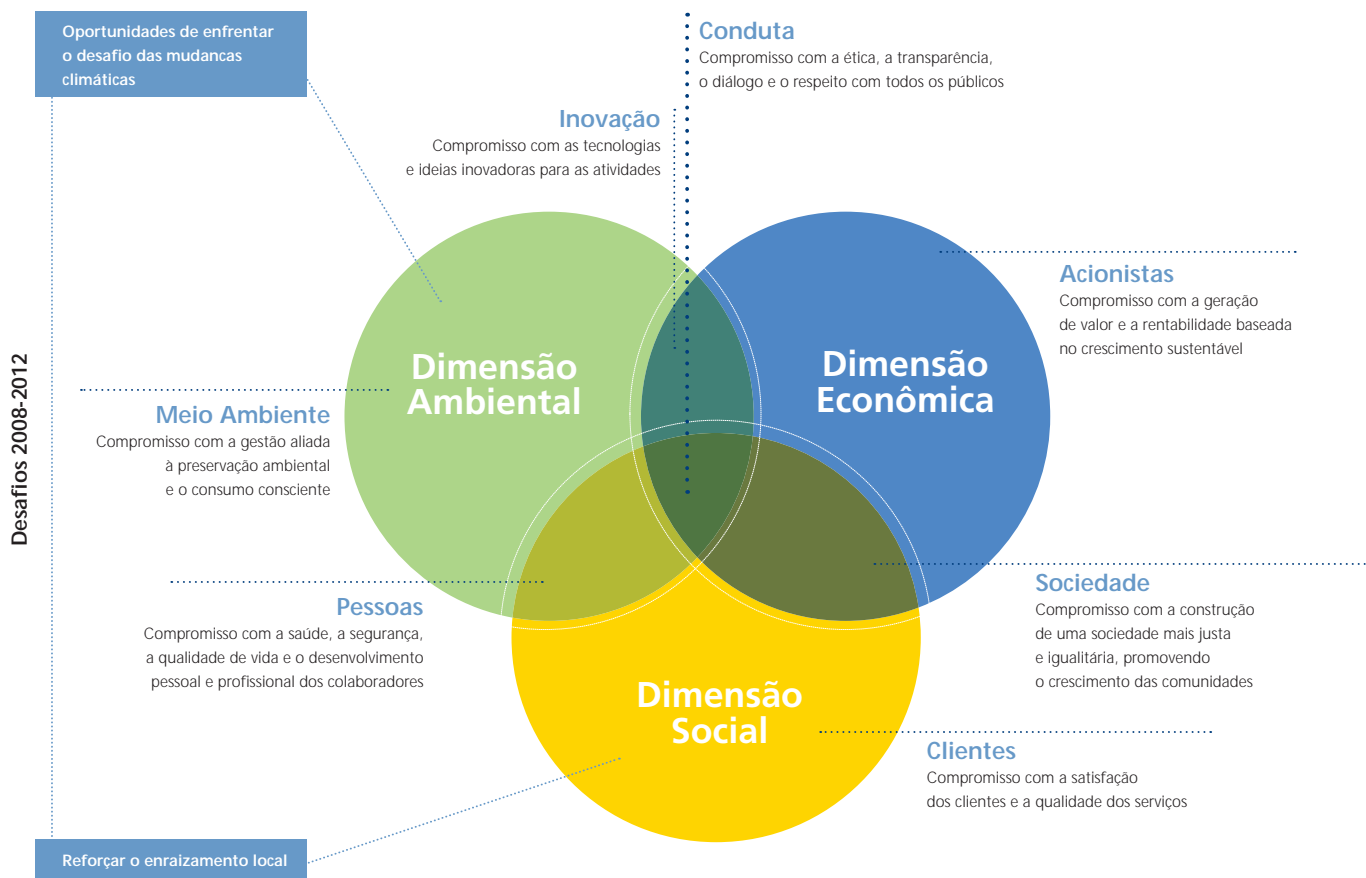 Oportunidades de enfrentar
o desafio das mudancas
climáticas
Conduta
Compromisso com a ética, a transparência,
o diálogo e o respeito com todos os públicos
Inovação
Compromisso com as tecnologias
e ideias inovadoras para as atividades
Acionistas
Compromisso com a geração
de valor e a rentabilidade baseada
no crescimento sustentável
Dimensão
Ambiental
Dimensão
Econômica
Desafios 2008-2012
Meio Ambiente
Compromisso com a gestão aliada
à preservação ambiental
e o consumo consciente
Pessoas
Compromisso com a saúde, a segurança,
a qualidade de vida e o desenvolvimento
pessoal e profissional dos colaboradores
Sociedade
Compromisso com a construção
de uma sociedade mais justa
e igualitária, promovendo
o crescimento das comunidades
Dimensão
Social
Clientes
Compromisso com a satisfação
dos clientes e a qualidade dos serviços
Reforçar o enraizamento local